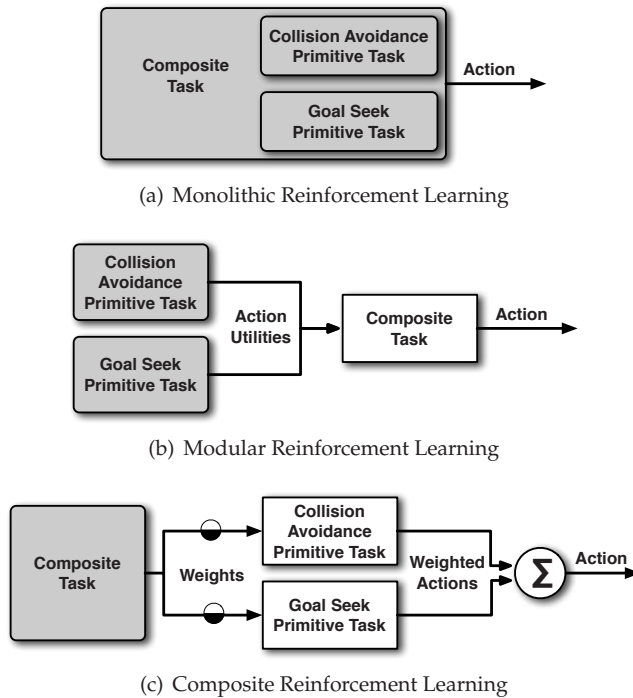 Composite
Task
Collision Avoidance
Primitive Task
Goal Seek
Primitive Task
Action
(a) Monolithic Reinforcement Learning
Collision
Avoidance
Primitive Task
Goal Seek
Primitive Task
Action
Utilities
Composite
Task
Action
(b) Modular Reinforcement Learning
Composite
Task
Weights
Collision
Avoidance
Primitive Task
Goal Seek
Primitive Task
Weighted
Actions
Σ
Action
(c) Composite Reinforcement Learning